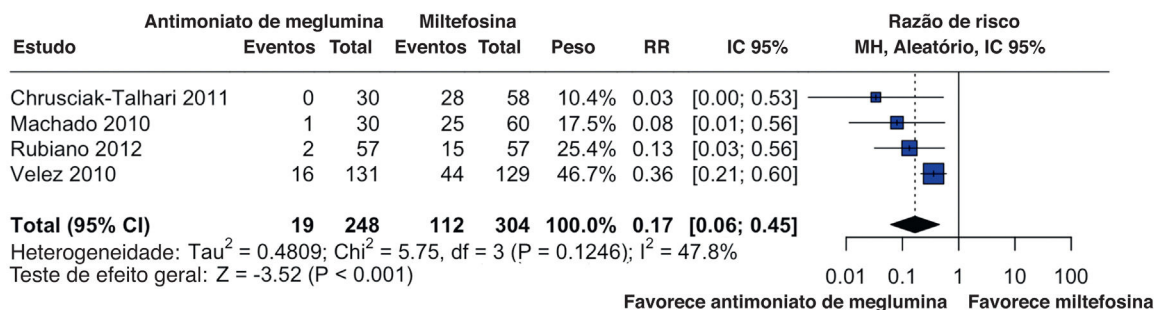 Antimoniato de meglumina Miltefosina Razão de risco
Estudo Eventos Total Eventos Total Peso RR IC 95% MH, Aleatório, IC 95%
Chrusciak-Talhari 2011 0 30 28 58 10.4% 0.03 [0.00; 0.53]
Machado 2010 1 30 25 60 17.5% 0.08 [0.01; 0.56]
Rubiano 2012 2 57 15 57 25.4% 0.13 [0.03; 0.56]
Velez 2010 16 131 44 129 46.7% 0.36 [0.21; 0.60]
Total (95% CI) 19 248 112 304 100.0% 0.17 [0.06; 0.45]
Heterogeneidade: Tau² = 0.4809; Chi² = 5.75, df = 3 (P = 0.1246); I² = 47.8%
Teste de efeito geral: Z = -3.52 (P < 0.001)
0.01 0.1 1 10 100
Favorece antimoniato de meglumina Favorece miltefosina